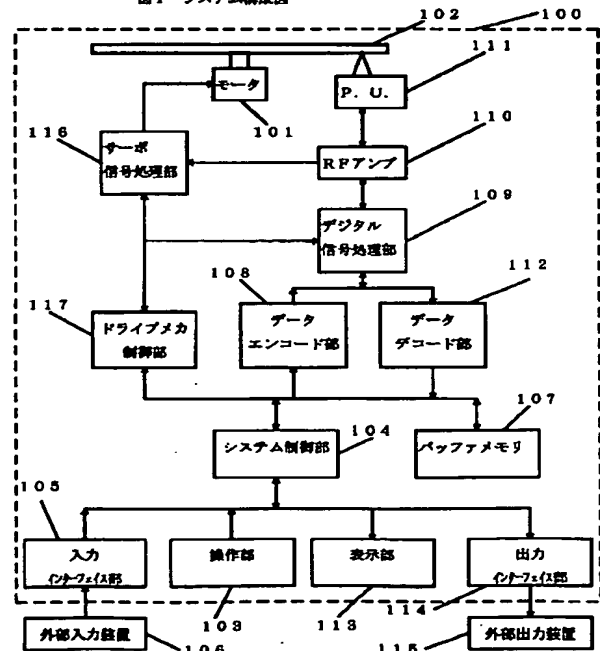 図1 システム構成図
102
100
111
モータ
P. U.
101
110
116
サーボ
信号処理部
RFアンプ
109
デジタル
信号処理部
108
112
117
ドライブメカ
制御部
データ
エンコード部
データ
デコード部
107
システム制御部
バッファメモリ
104
105
入力
インターフェイス部
操作部
表示部
出力
インターフェイス部
103
113
114
外部入力装置
106
115
外部出力装置